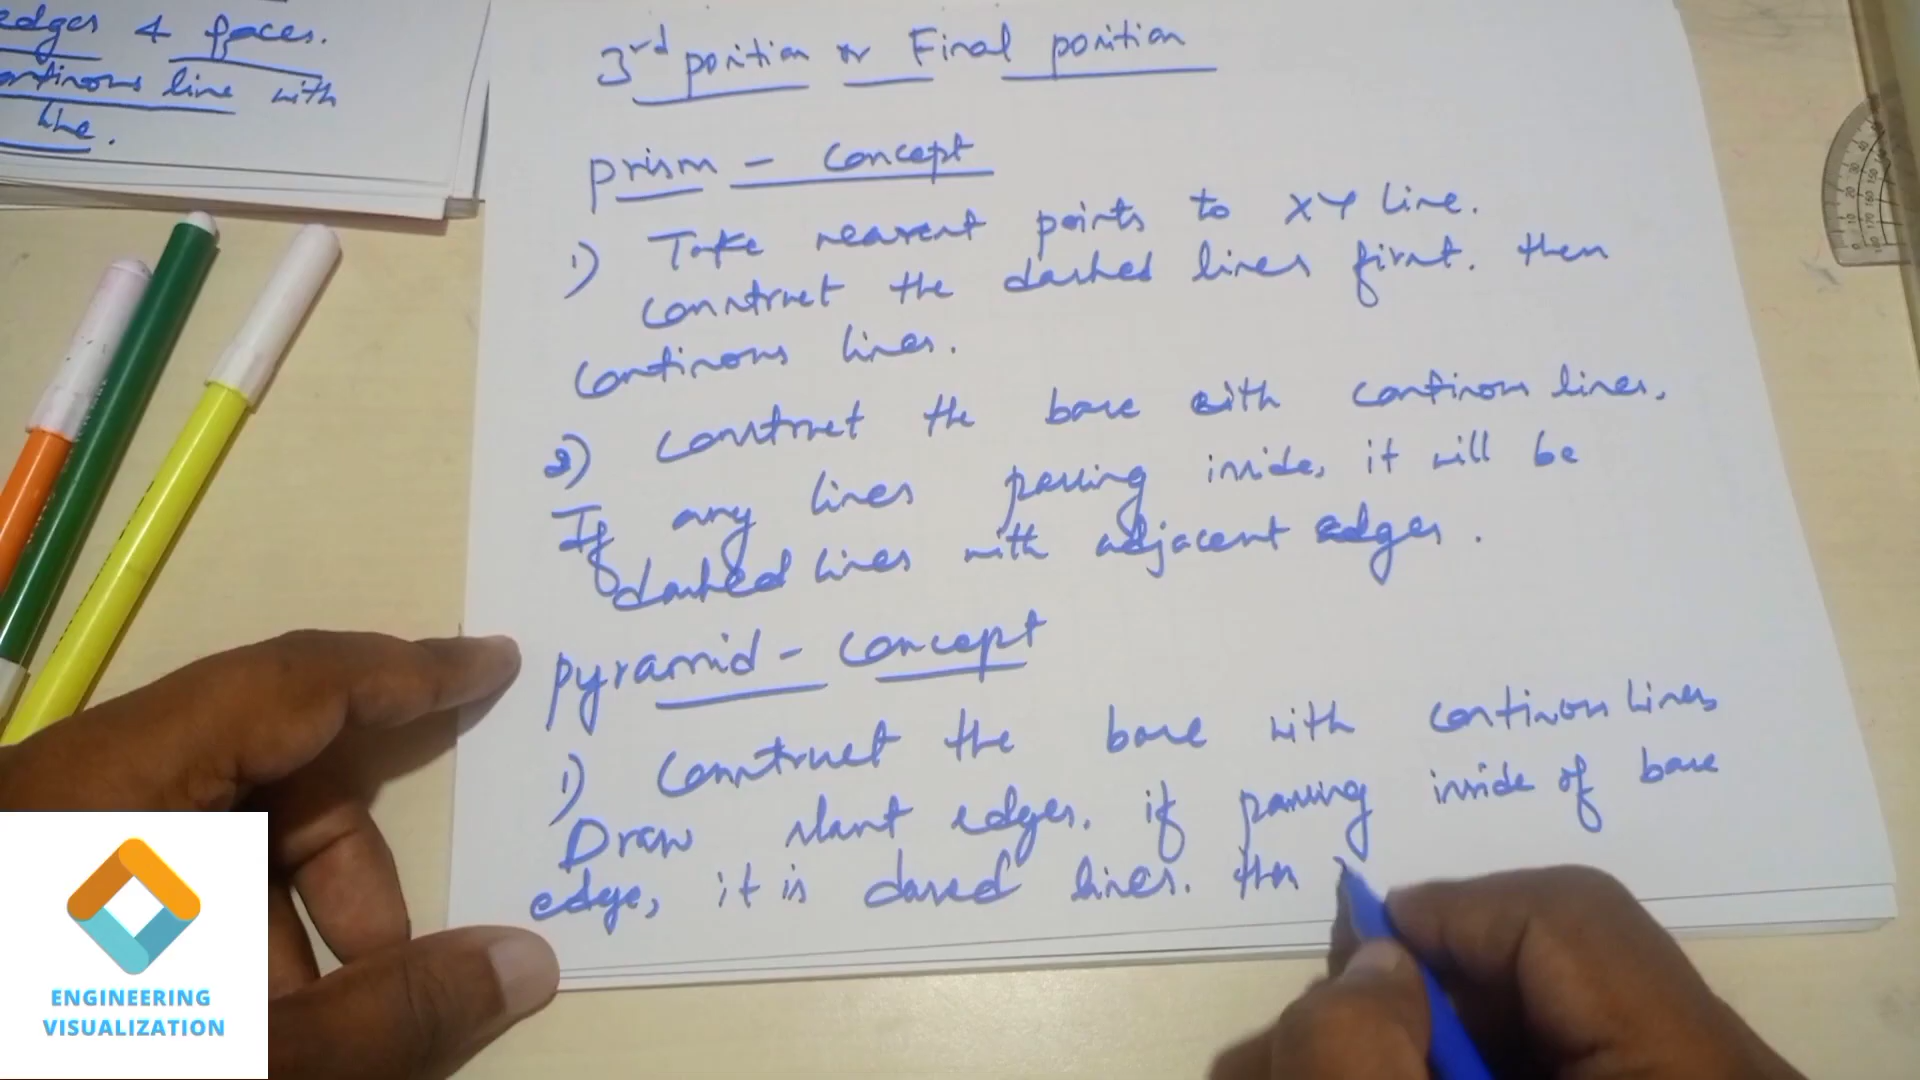 edges & faces.
continous line with
line.
3rd position or Final position
prism - concept
1) Take nearest points to XY line.
construct the dashed lines first. then
continous lines.
2) construct the base with continous lines.
If any lines passing inside, it will be
dashed lines with adjacent edges.
pyramid - concept
1) construct the base with continous lines
Draw slant edges. if passing inside of base
edge, it is dased lines.
ENGINEERING
VISUALIZATION